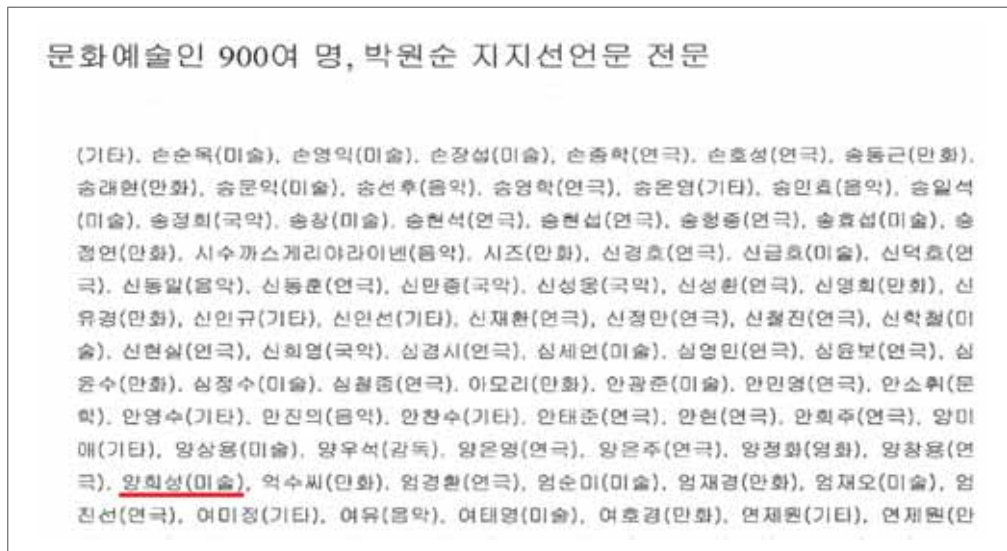 문화예술인 900여 명, 박원순 지지선언문 전문
(기타), 손순옥(미술), 손영익(미술), 손장섭(미술), 손종학(연극), 손호성(연극), 송동근(만화),
송래현(만화), 송문익(미술), 송선후(음악), 송영학(연극), 송온영(기타), 송인효(음악), 송일석
(미술), 송정희(국악), 송창(미술), 송현석(연극), 송현섭(연극), 송형종(연극), 송효섭(미술), 승
정연(만화), 시수까스게리야라이넨(음악), 시즈(만화), 신경호(연극), 신금호(미술), 신덕호(연
극), 신동일(음악), 신동훈(연극), 신만종(국악), 신성웅(국악), 신성환(연극), 신영희(만화), 신
유경(만화), 신인규(기타), 신인선(기타), 신재환(연극), 신정만(연극), 신철진(연극), 신학철(미
술), 신현실(연극), 신희영(국악), 심겸시(연극), 심세연(미술), 심영민(연극), 심윤보(연극), 심
윤수(만화), 심정수(미술), 심철종(연극), 아모리(만화), 안광준(미술), 안민영(연극), 안소휘(문
학), 안영수(기타), 안진의(음악), 안찬수(기타), 안태준(연극), 안현(연극), 안희주(연극), 양미
애(기타), 양상용(미술), 양우석(감독), 양은영(연극), 양은주(연극), 양정화(영화), 양창용(연
극), 양희성(미술), 억수씨(만화), 엄경환(연극), 엄순미(미술), 엄재경(만화), 엄재오(미술), 엄
진선(연극), 여미정(기타), 여유(음악), 여태영(미술), 여호경(만화), 연제원(기타), 연제원(만